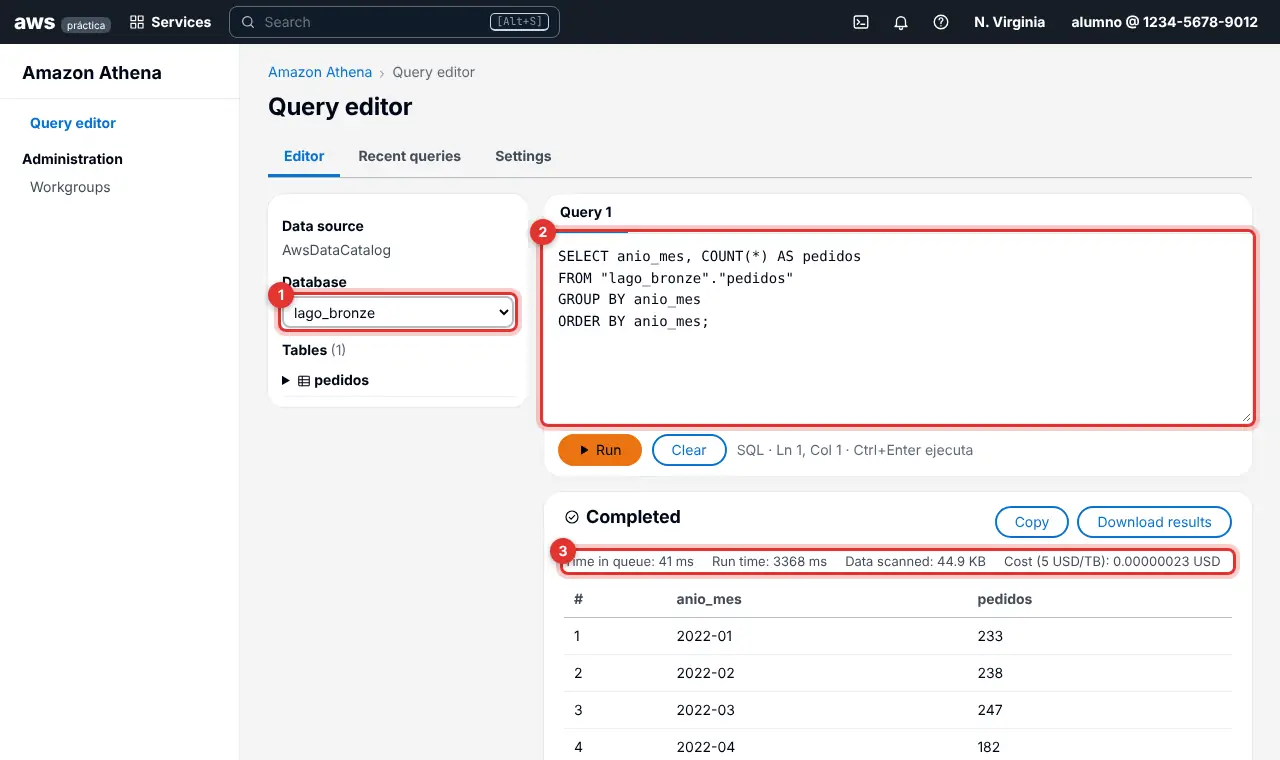 aws práctica Services Search [Alt+S] N. Virginia alumno @ 1234-5678-9012
Amazon Athena
Query editor
Administration
Workgroups
Amazon Athena › Query editor
Query editor
Editor Recent queries Settings
Data source
AwsDataCatalog
Database
1
lago_bronze
Tables (1)
pedidos
Query 1
2
SELECT anio_mes, COUNT(*) AS pedidos
FROM "lago_bronze"."pedidos"
GROUP BY anio_mes
ORDER BY anio_mes;
Run Clear SQL · Ln 1, Col 1 · Ctrl+Enter ejecuta
Completed Copy Download results
3
Time in queue: 41 ms Run time: 3368 ms Data scanned: 44.9 KB Cost (5 USD/TB): 0.00000023 USD
# anio_mes pedidos
1 2022-01 233
2 2022-02 238
3 2022-03 247
4 2022-04 182